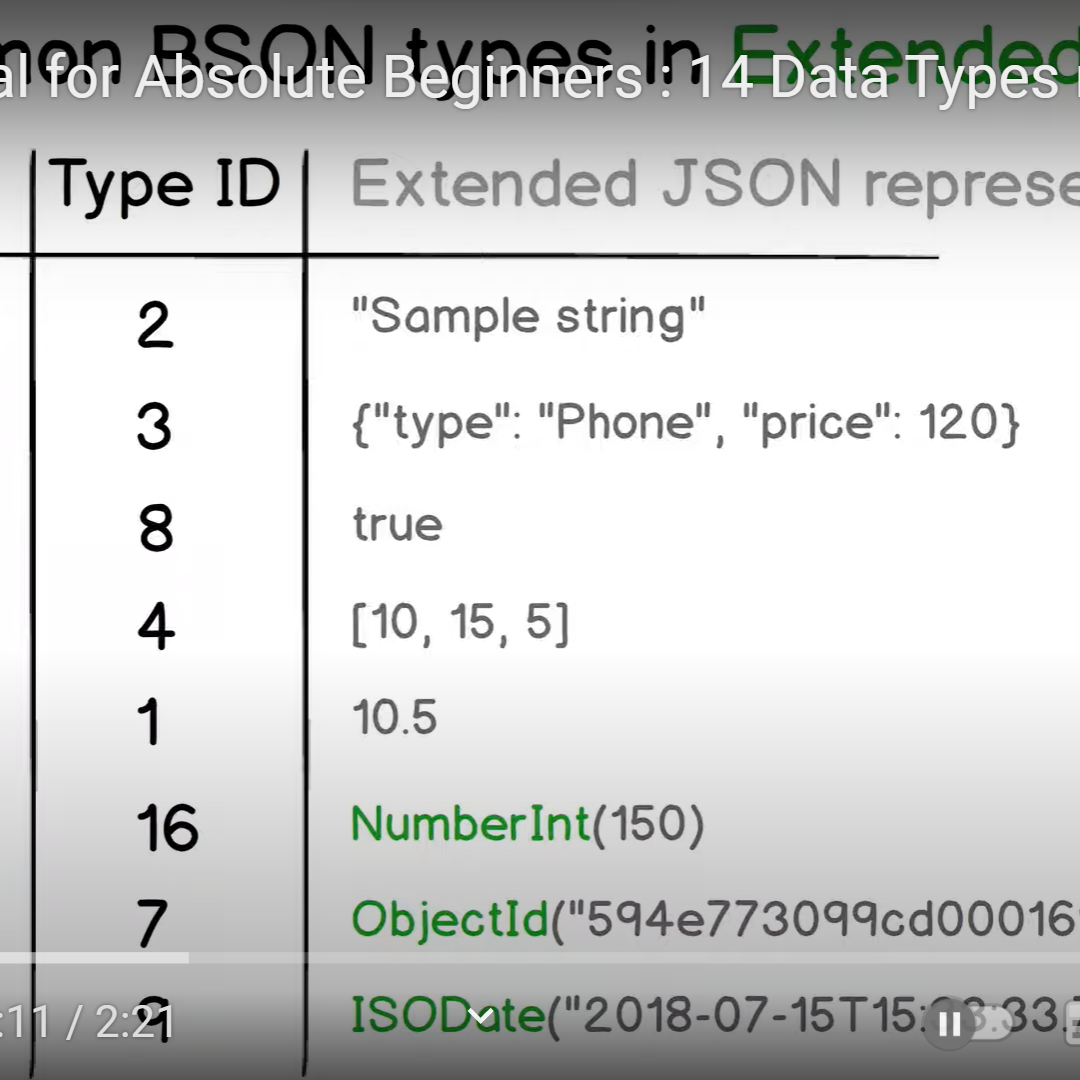 mon BSON types in Extended
al for Absolute Beginners : 14 Data Types
Type ID Extended JSON represe
2 "Sample string"
3 {"type": "Phone", "price": 120}
8 true
4 [10, 15, 5]
1 10.5
16 NumberInt(150)
7 ObjectId("594e773099cd00016
9 ISODate("2018-07-15T15: 33.
:11 / 2:21